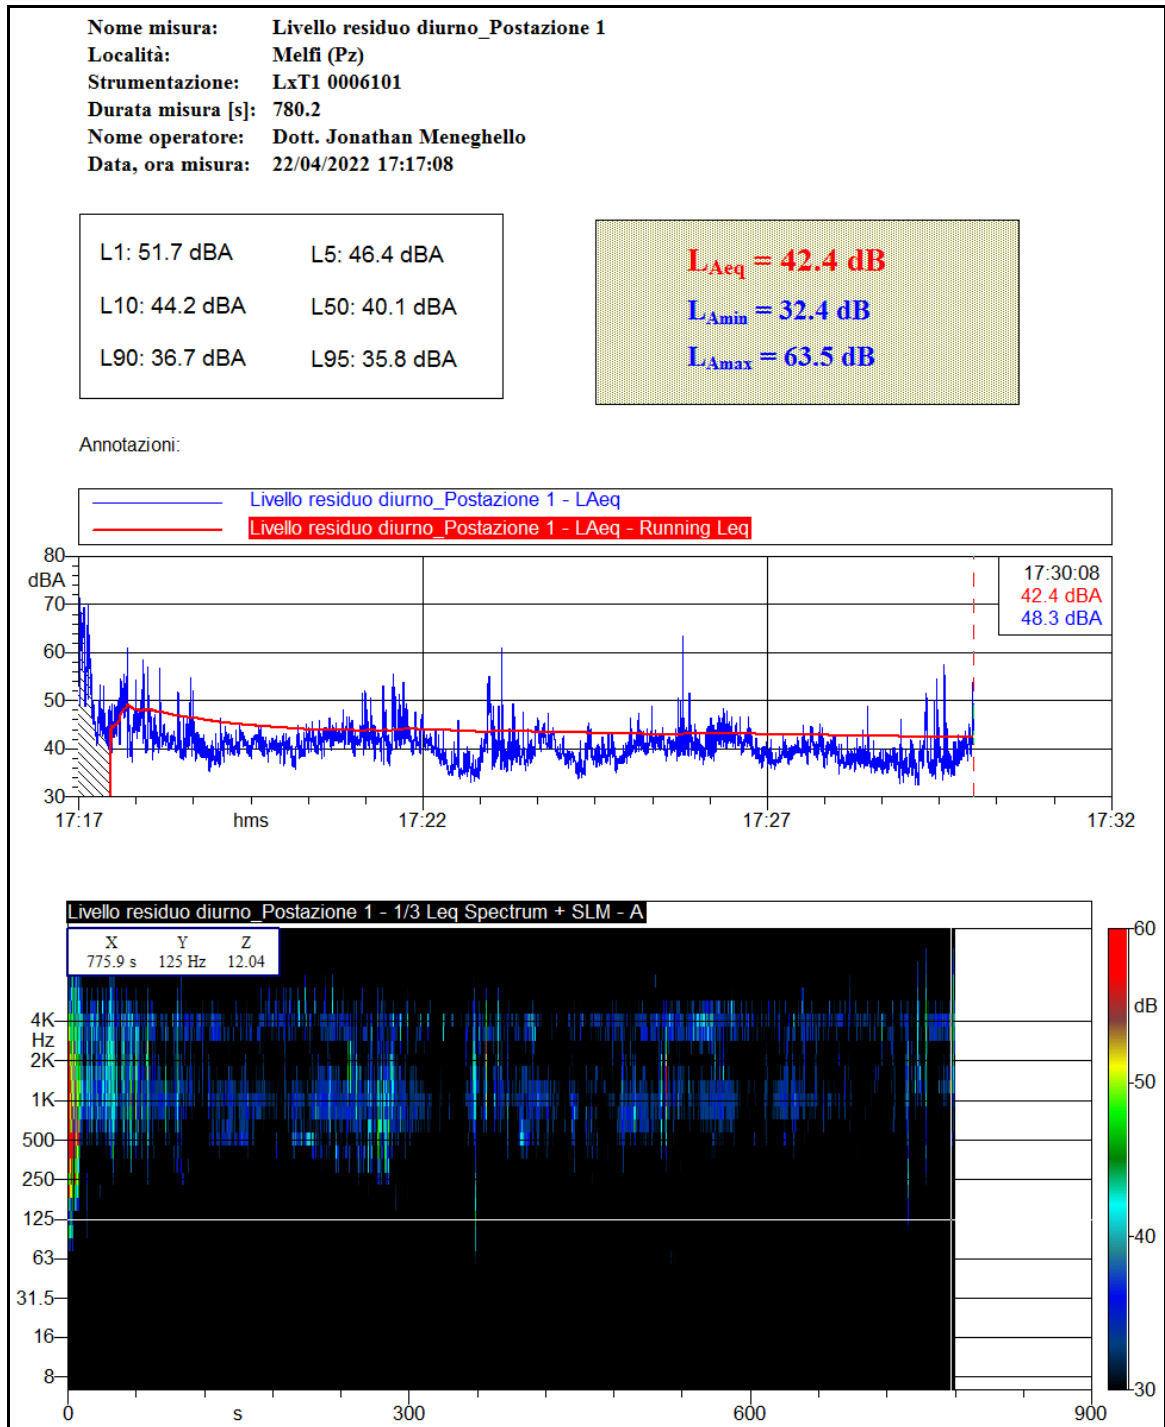 Nome misura: Livello residuo diurno_Postazione 1
Località: Melfi (Pz)
Strumentazione: LxT1 0006101
Durata misura [s]: 780.2
Nome operatore: Dott. Jonathan Meneghello
Data, ora misura: 22/04/2022 17:17:08
L1: 51.7 dBA L5: 46.4 dBA
L10: 44.2 dBA L50: 40.1 dBA
L90: 36.7 dBA L95: 35.8 dBA
LAeq = 42.4 dB
LAmin = 32.4 dB
LAmax = 63.5 dB
Annotazioni:
Livello residuo diurno_Postazione 1 - LAeq
Livello residuo diurno_Postazione 1 - LAeq - Running Leq
80
dBA
70
60
50
40
30
17:30:08
42.4 dBA
48.3 dBA
17:17 hms 17:22 17:27 17:32
Livello residuo diurno_Postazione 1 - 1/3 Leq Spectrum + SLM - A
X Y Z
775.9 s 125 Hz 12.04
4K
Hz
2K
1K
500
250
125
63
31.5
16
8
60
dB
50
40
30
0 s 300 600 900